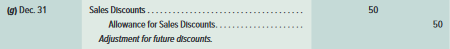 (g) Dec. 31 Sales Discounts . . . . . . . . . . . . . . . . . . . . . . . . . . . . . . . . . . . 50
Allowance for Sales Discounts. . . . . . . . . . . . . . . . . . . . 50
Adjustment for future discounts.